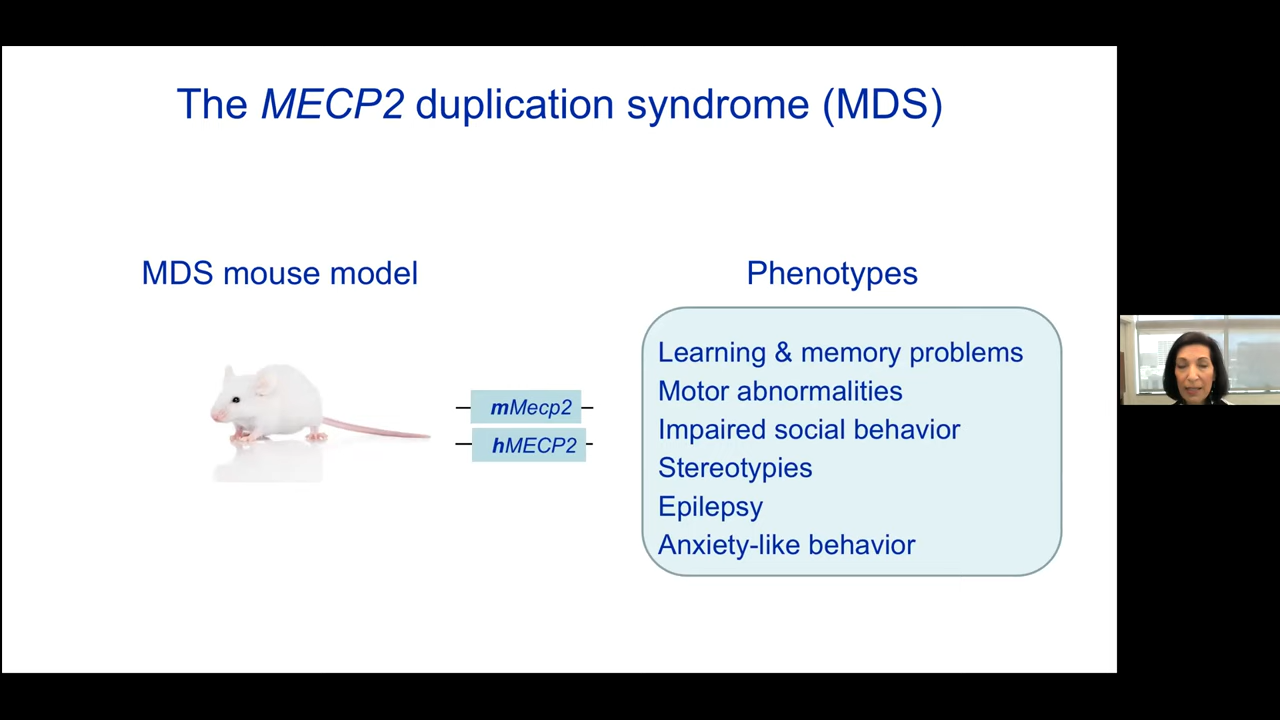 The MECP2 duplication syndrome (MDS)
MDS mouse model
mMecp2
hMECP2
Phenotypes
Learning & memory problems
Motor abnormalities
Impaired social behavior
Stereotypies
Epilepsy
Anxiety-like behavior